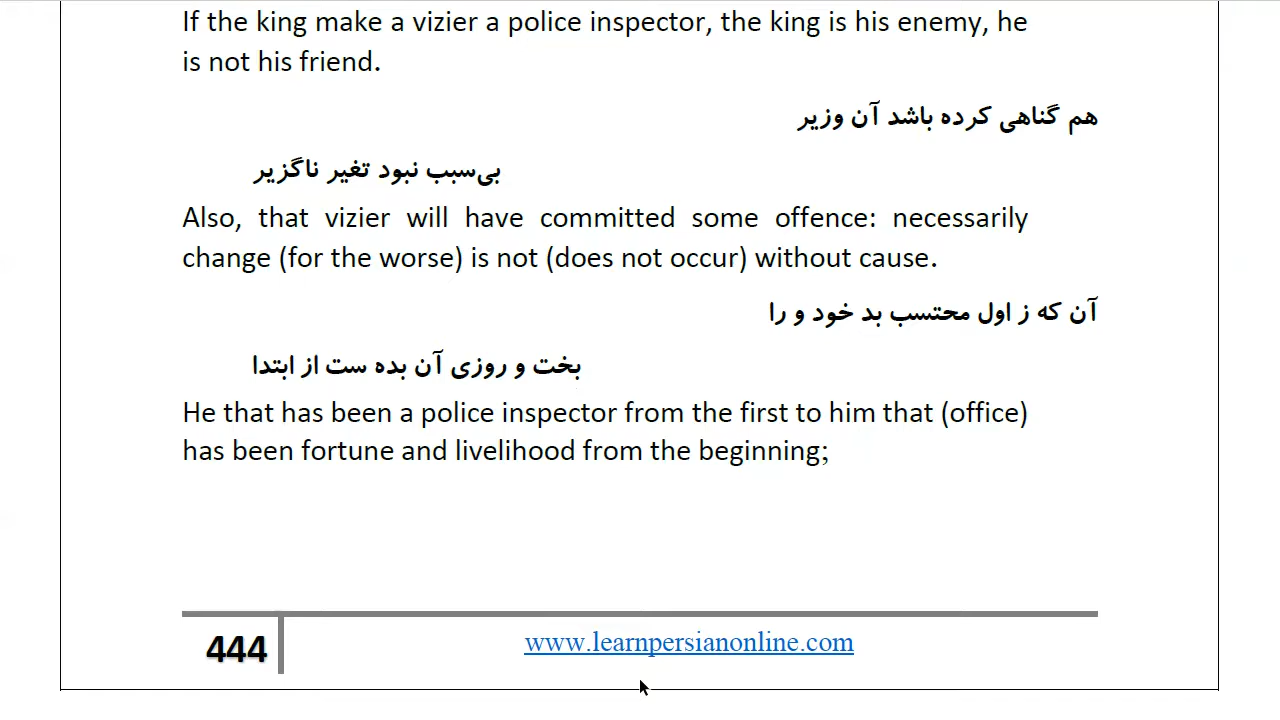 If the king make a vizier a police inspector, the king is his enemy, he
is not his friend.
هم گناهی کرده باشد آن وزیر
بی‌سبب نبود تغیر ناگزیر
Also, that vizier will have committed some offence: necessarily
change (for the worse) is not (does not occur) without cause.
آن که ز اول محتسب بد خود و را
بخت و روزی آن بده ست از ابتدا
He that has been a police inspector from the first to him that (office)
has been fortune and livelihood from the beginning;
444
www.learnpersianonline.com